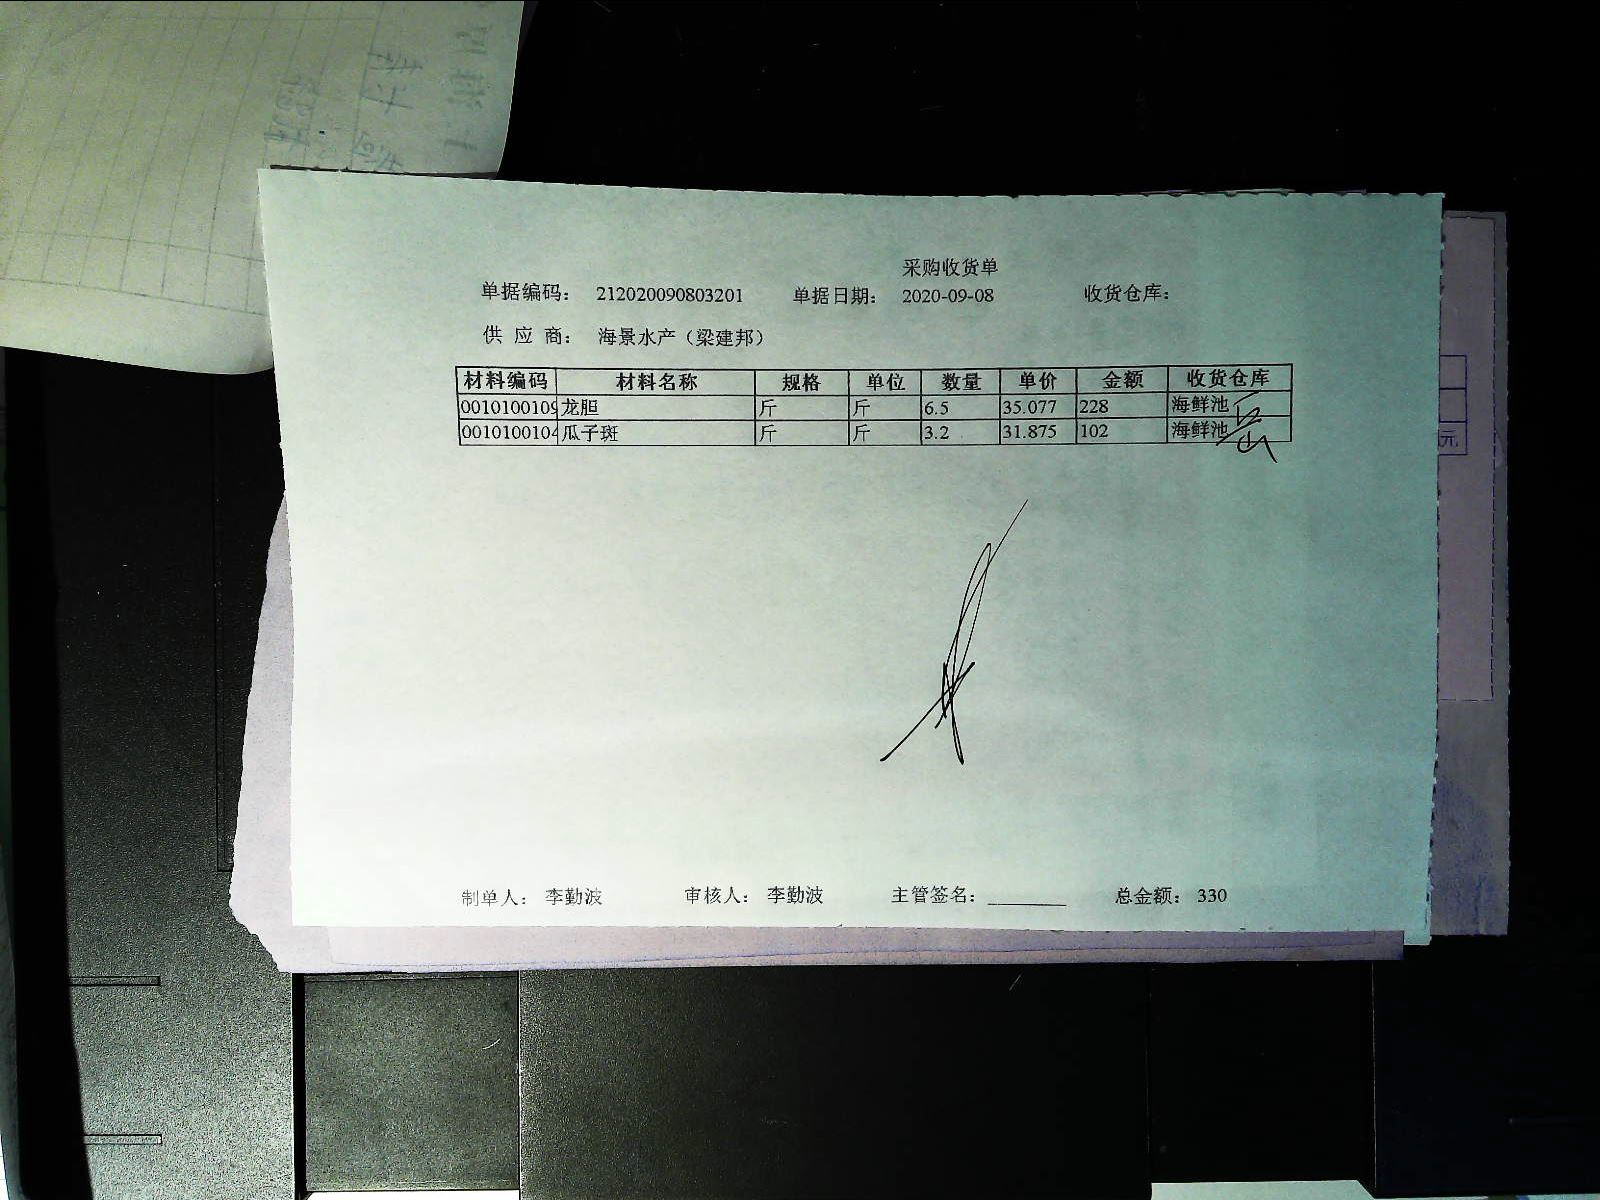 采购收货单
单据编码： 212020090803201 单据日期： 2020-09-08 收货仓库：
供 应 商： 海景水产（梁建邦）
材料编码 材料名称 规格 单位 数量 单价 金额 收货仓库
0010100109 龙胆 斤 斤 6.5 35.077 228 海鲜池
0010100104 瓜子斑 斤 斤 3.2 31.875 102 海鲜池
元
制单人： 李勤波 审核人： 李勤波 主管签名： 总金额： 330